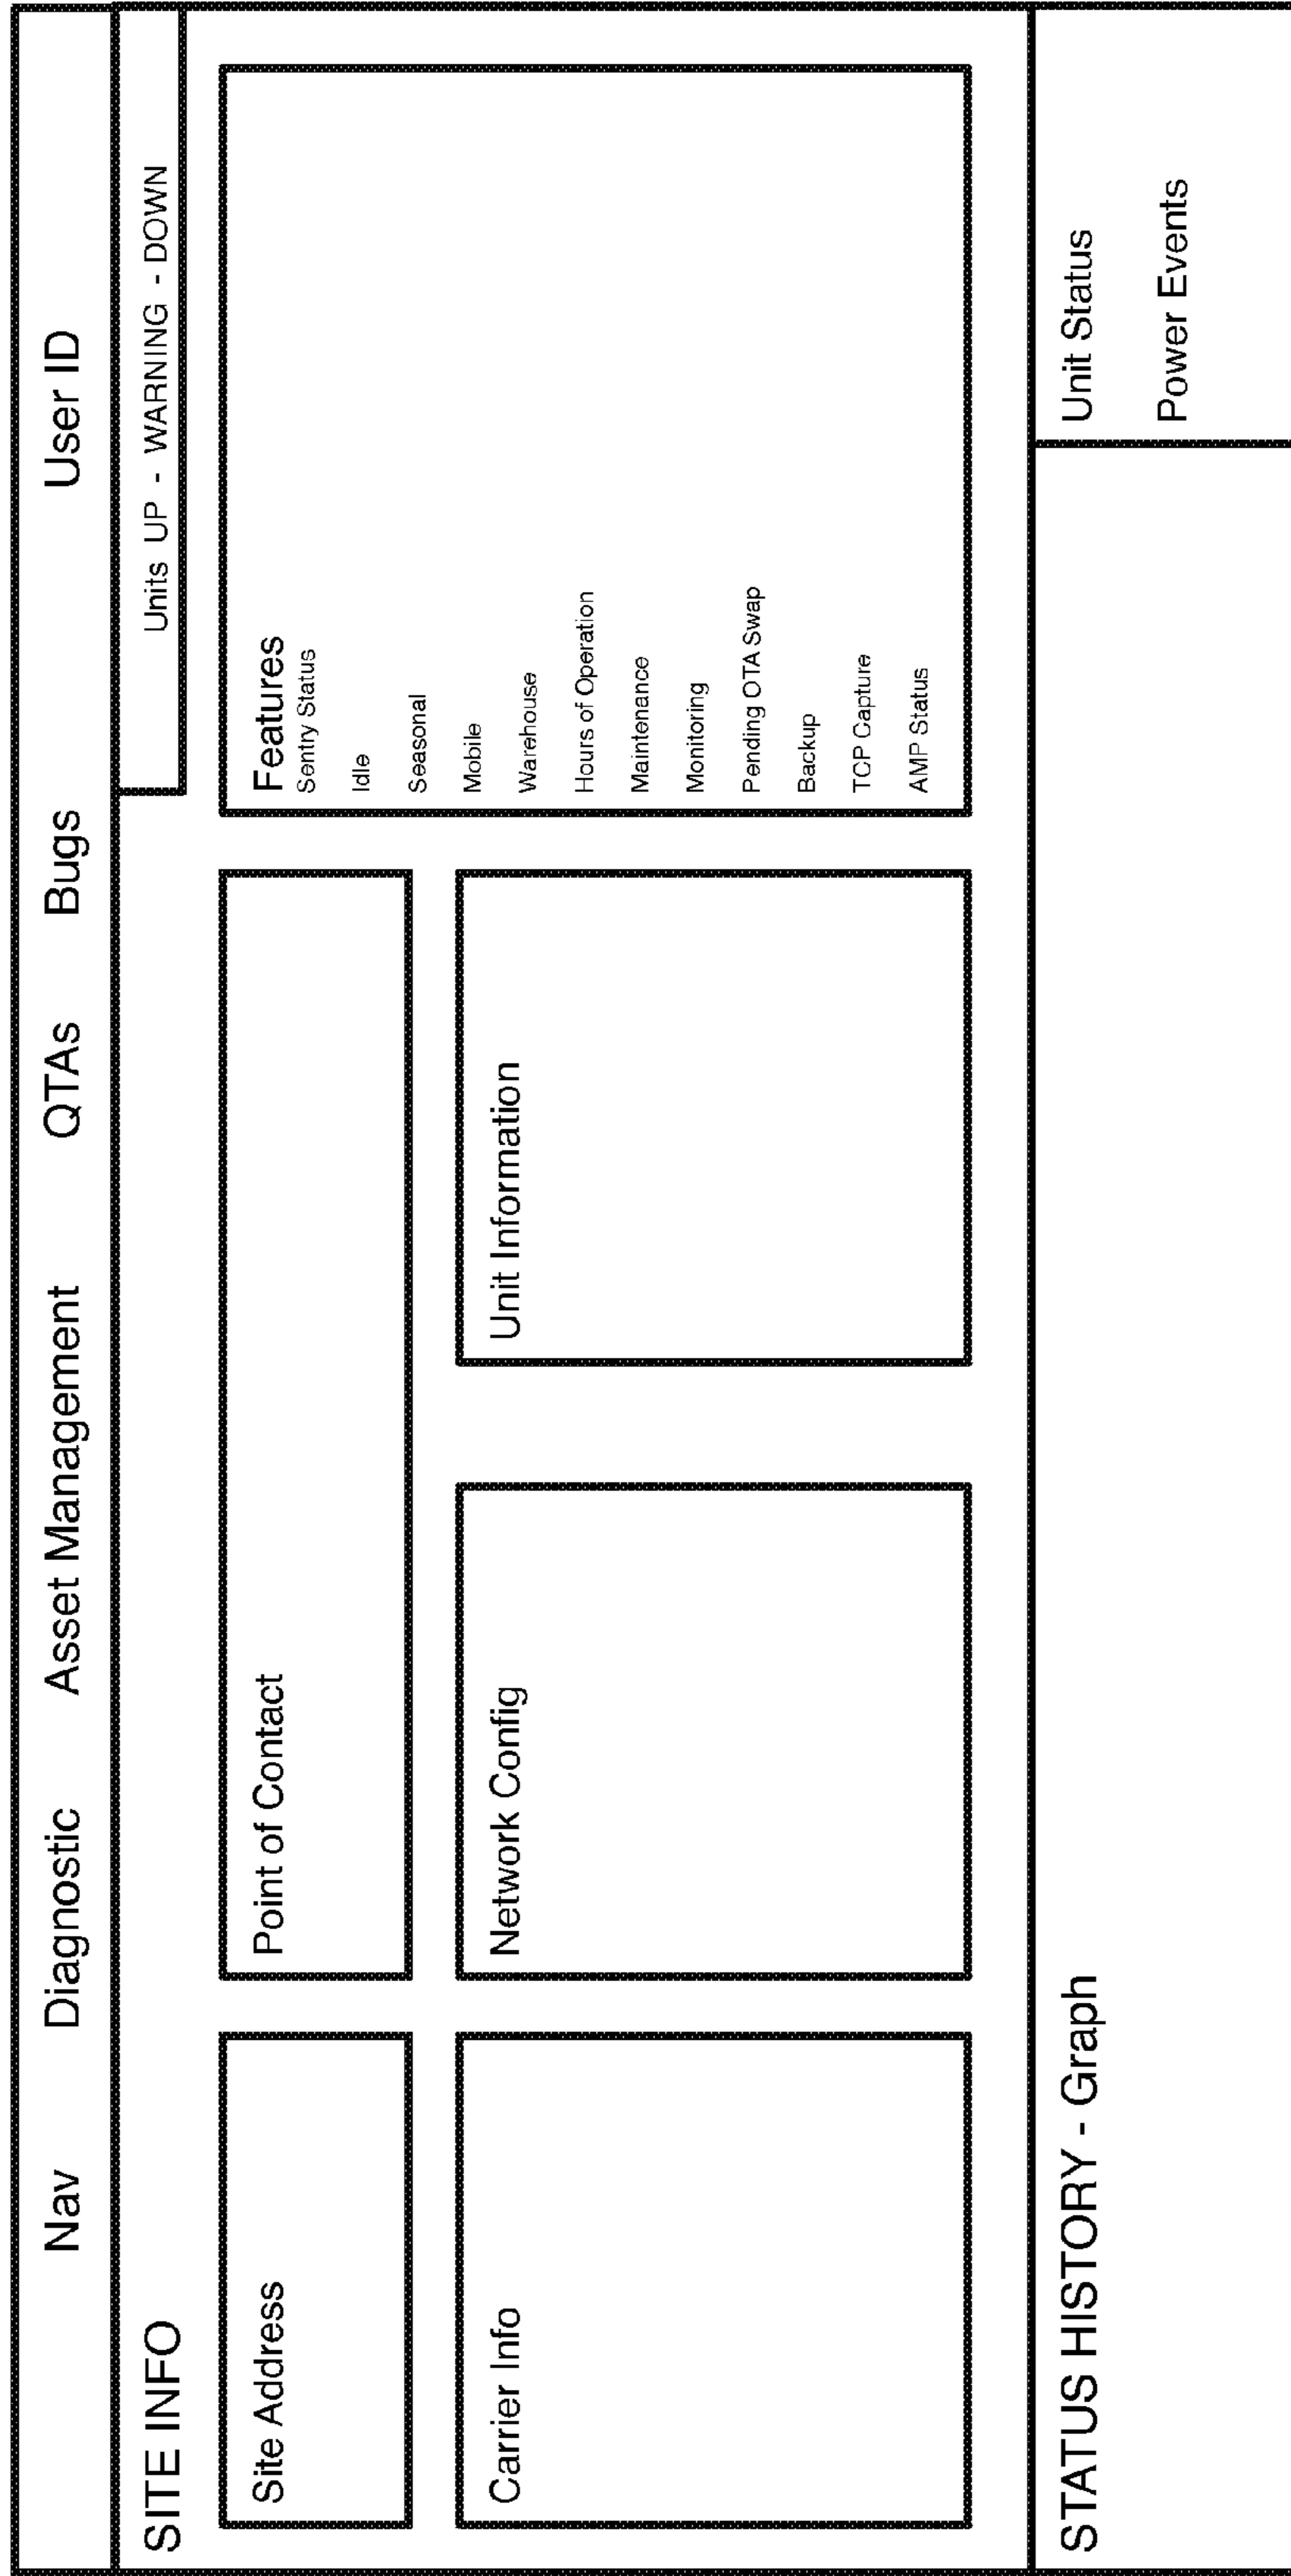 Nav Diagnostic Asset Management QTAs Bugs User ID
SITE INFO
Units UP - WARNING - DOWN
Site Address
Point of Contact
Features
Sentry Status
Idle
Seasonal
Mobile
Warehouse
Hours of Operation
Maintenance
Monitoring
Pending OTA Swap
Backup
TCP Capture
AMP Status
Carrier Info
Network Config
Unit Information
STATUS HISTORY - Graph
Unit Status
Power Events